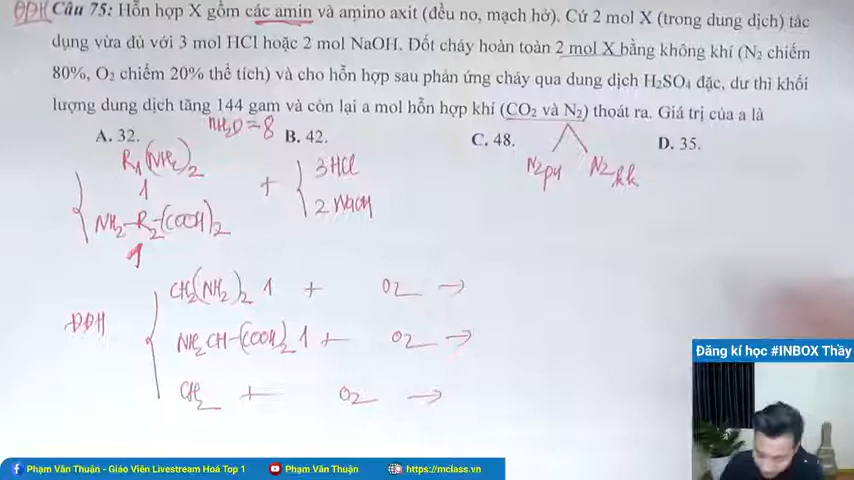 ĐĐH Câu 75: Hỗn hợp X gồm các amin và amino axit (đều no, mạch hở). Cứ 2 mol X (trong dung dịch) tác
dụng vừa đủ với 3 mol HCl hoặc 2 mol NaOH. Đốt cháy hoàn toàn 2 mol X bằng không khí (N₂ chiếm
80%, O₂ chiếm 20% thể tích) và cho hỗn hợp sau phản ứng cháy qua dung dịch H₂SO₄ đặc, dư thì khối
lượng dung dịch tăng 144 gam và còn lại a mol hỗn hợp khí (CO₂ và N₂) thoát ra. Giá trị của a là
nH₂O = 8
A. 32. B. 42. C. 48. D. 35.
R₁(NH₂)₂
1
+
3HCl
2 NaOH
N₂pứ N₂kk
NH₂-R₂-(COOH)₂
1
CH₂(NH₂)₂ 1 + O₂ →
ĐĐH
NH₂CH-(COOH)₂ 1 + O₂ →
CH₂ + O₂ →
Đăng kí học #INBOX Thầy
Phạm Văn Thuận - Giáo Viên Livestream Hoá Top 1 Phạm Văn Thuận https://mclass.vn